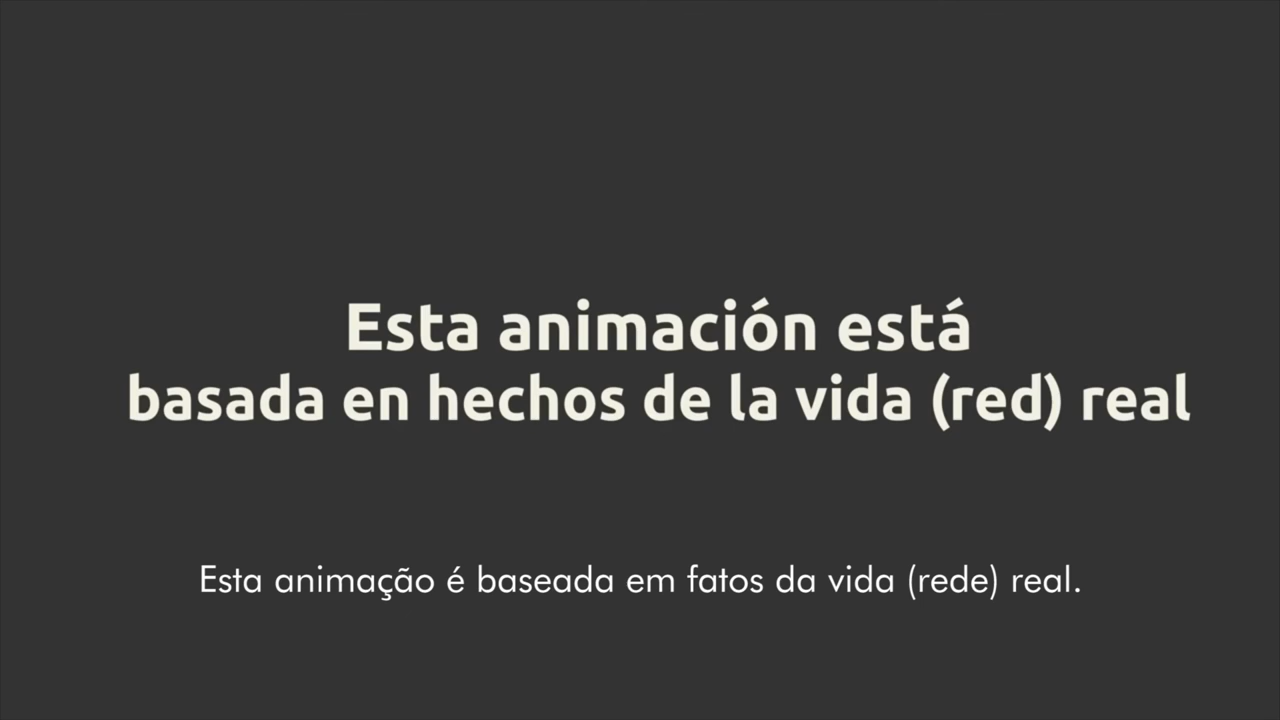 Esta animación está
basada en hechos de la vida (red) real
Esta animação é baseada em fatos da vida (rede) real.